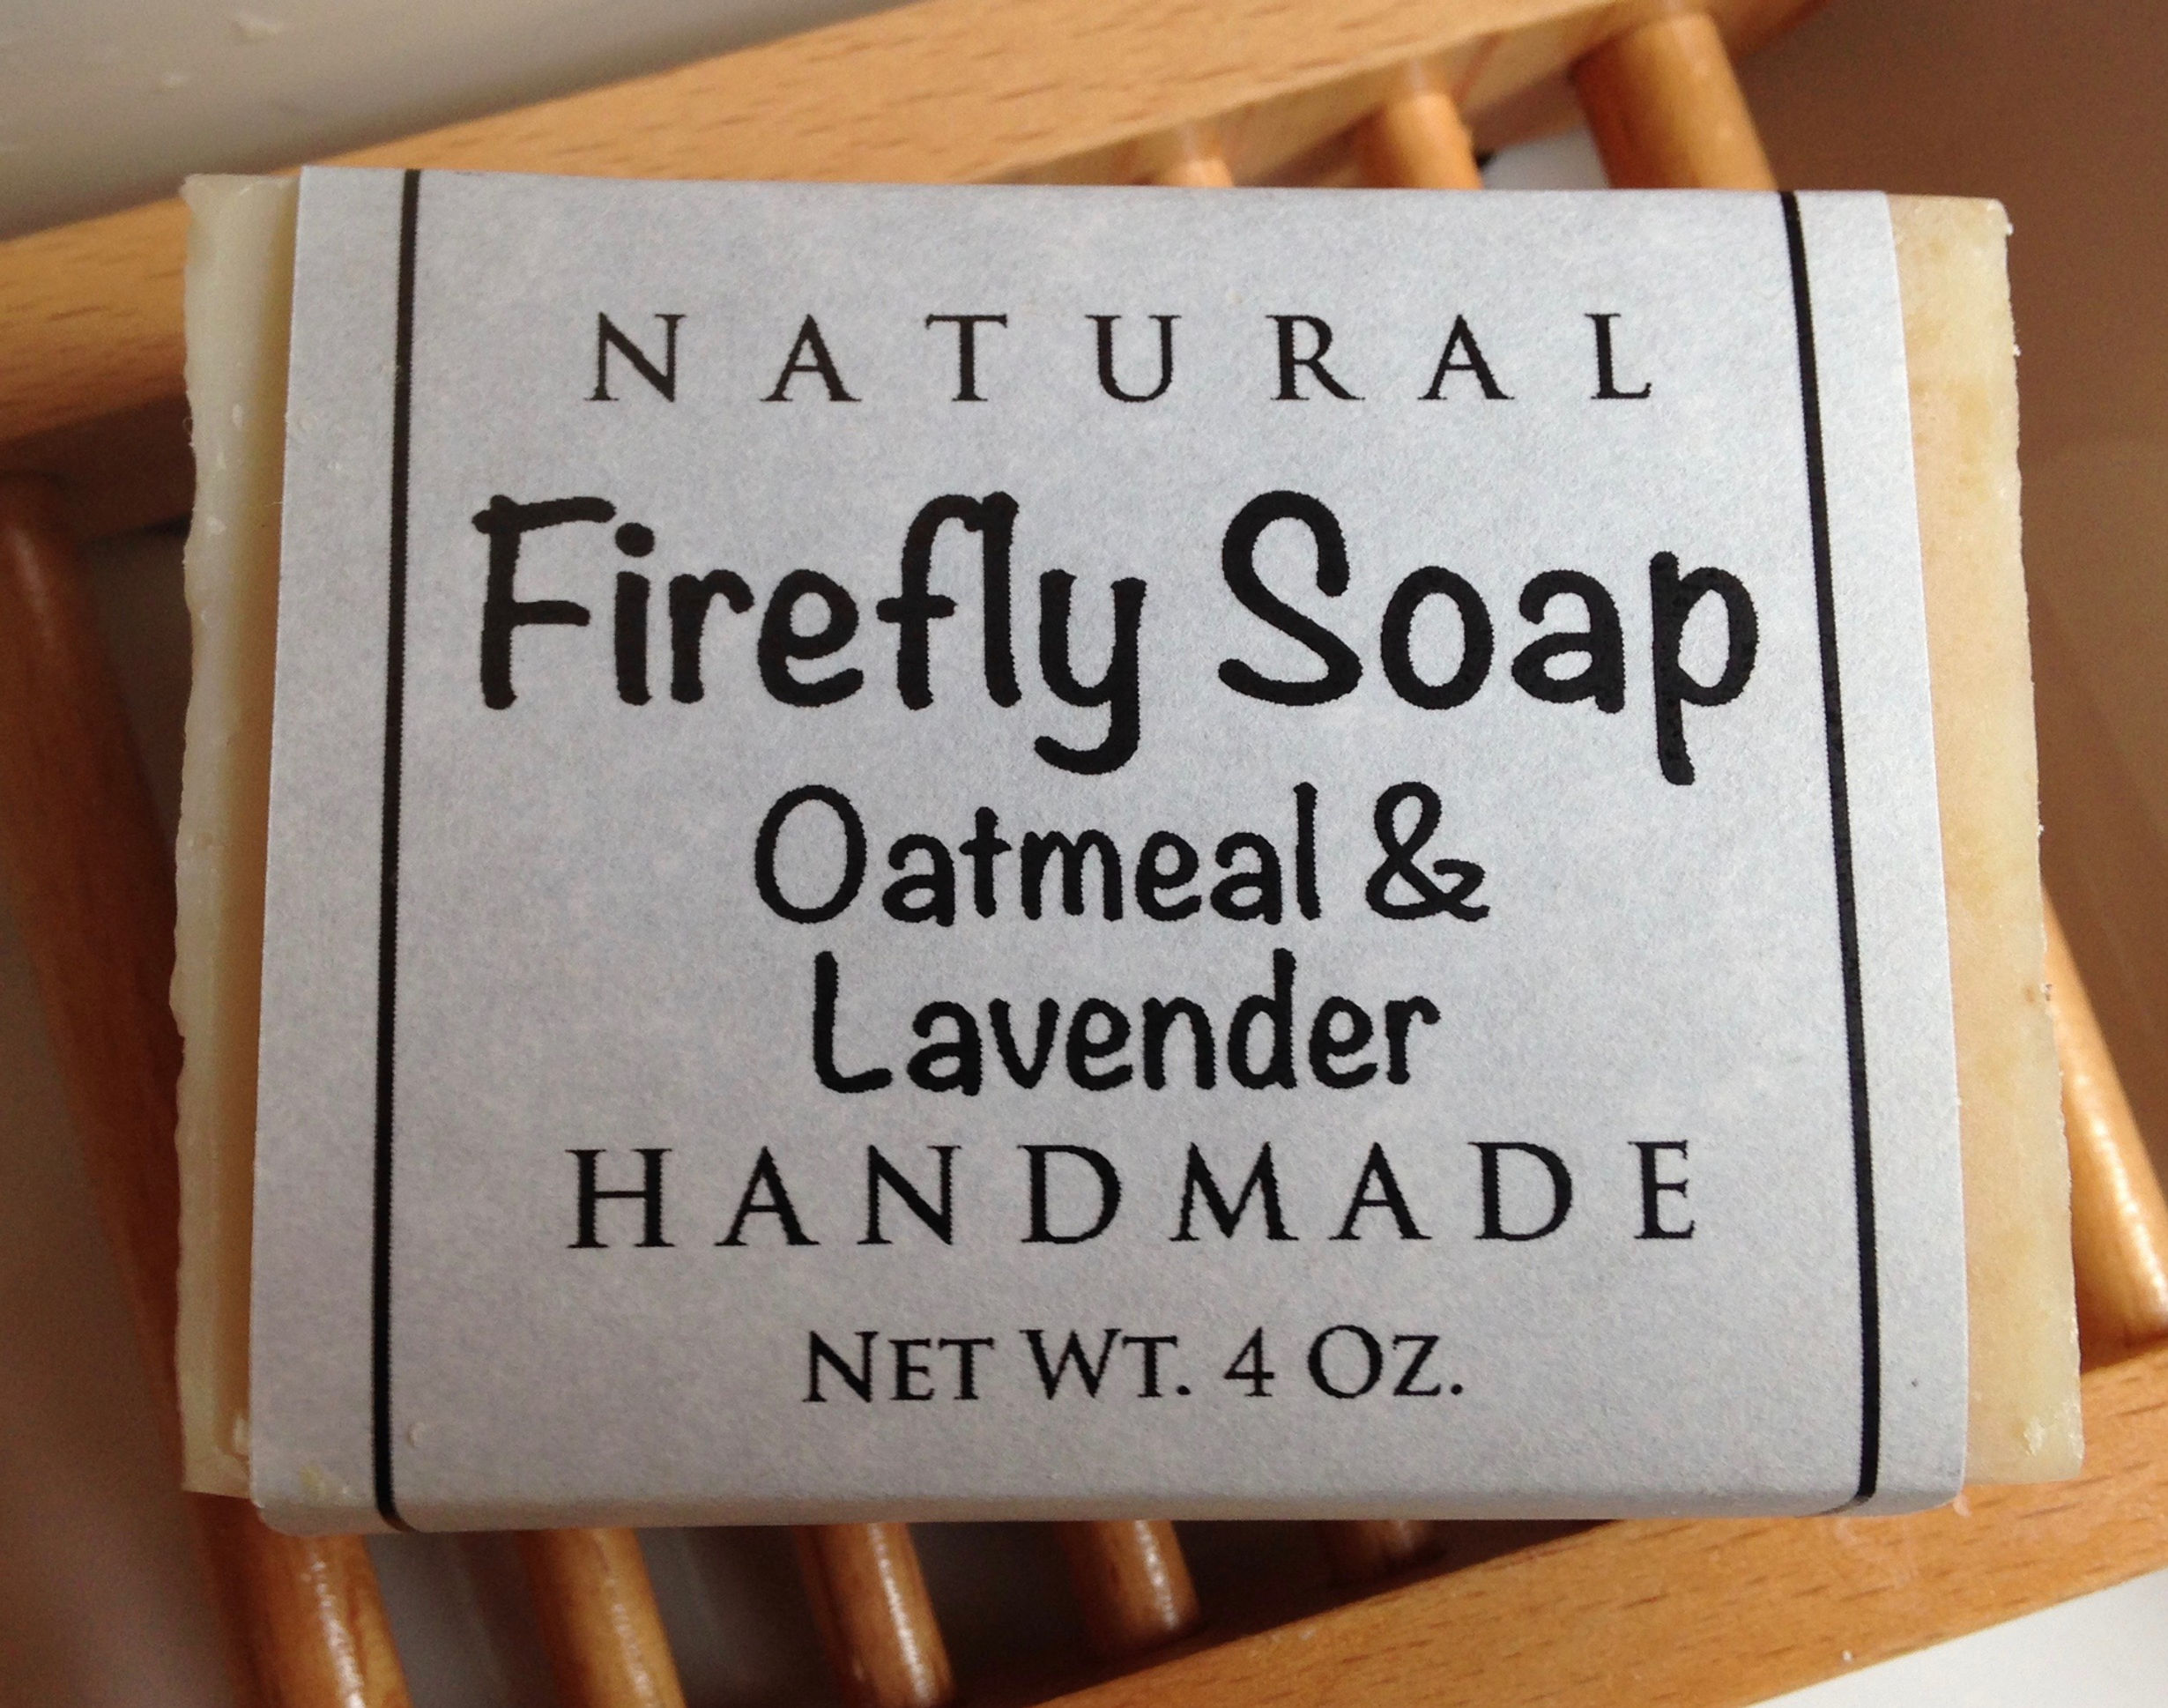 NATURAL
Firefly Soap
Oatmeal &
Lavender
HANDMADE
NET WT. 4 OZ.